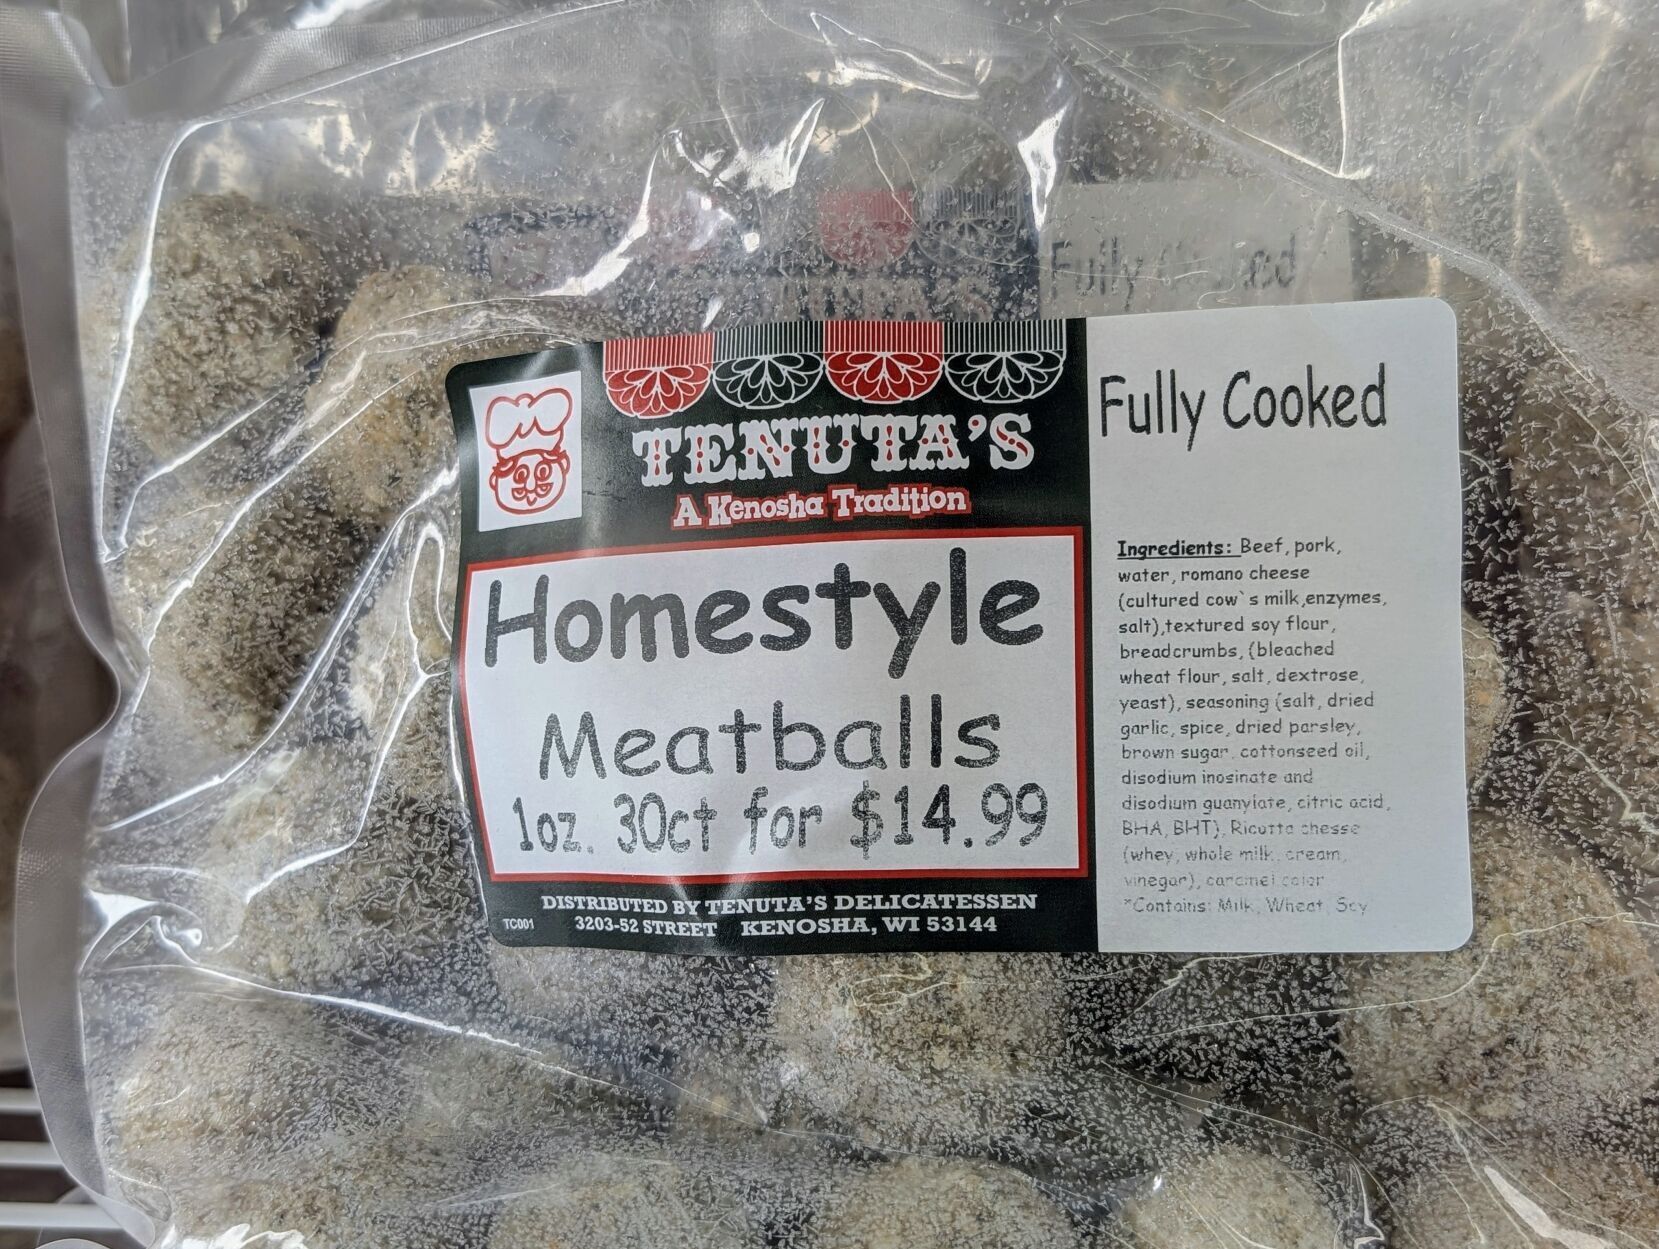 Fully
TENUTA'S
A Kenosha Tradition
Homestyle
Meatballs
1oz. 30ct for $14.99
DISTRIBUTED BY TENUTA'S DELICATESSEN
TC001 3203-52 STREET KENOSHA, WI 53144
Fully Cooked
Ingredients: Beef, pork,
water, romano cheese
(cultured cow`s milk,enzymes,
salt),textured soy flour,
breadcrumbs, (bleached
wheat flour, salt, dextrose,
yeast), seasoning (salt, dried
garlic, spice, dried parsley,
brown sugar, cottonseed oil,
disodium inosinate and
disodium guanylate, citric acid,
BHA, BHT), Ricotta chesse
(whey, whole milk, cream,
vinegar), caramel color
*Contains: Milk, Wheat, Soy